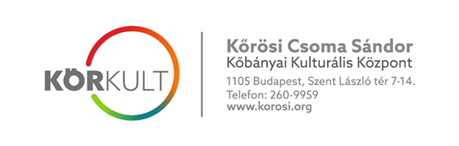 KÖRKULT
Kőrösi Csoma Sándor
Kőbányai Kulturális Központ
1105 Budapest, Szent László tér 7-14.
Telefon: 260-9959
www.korosi.org